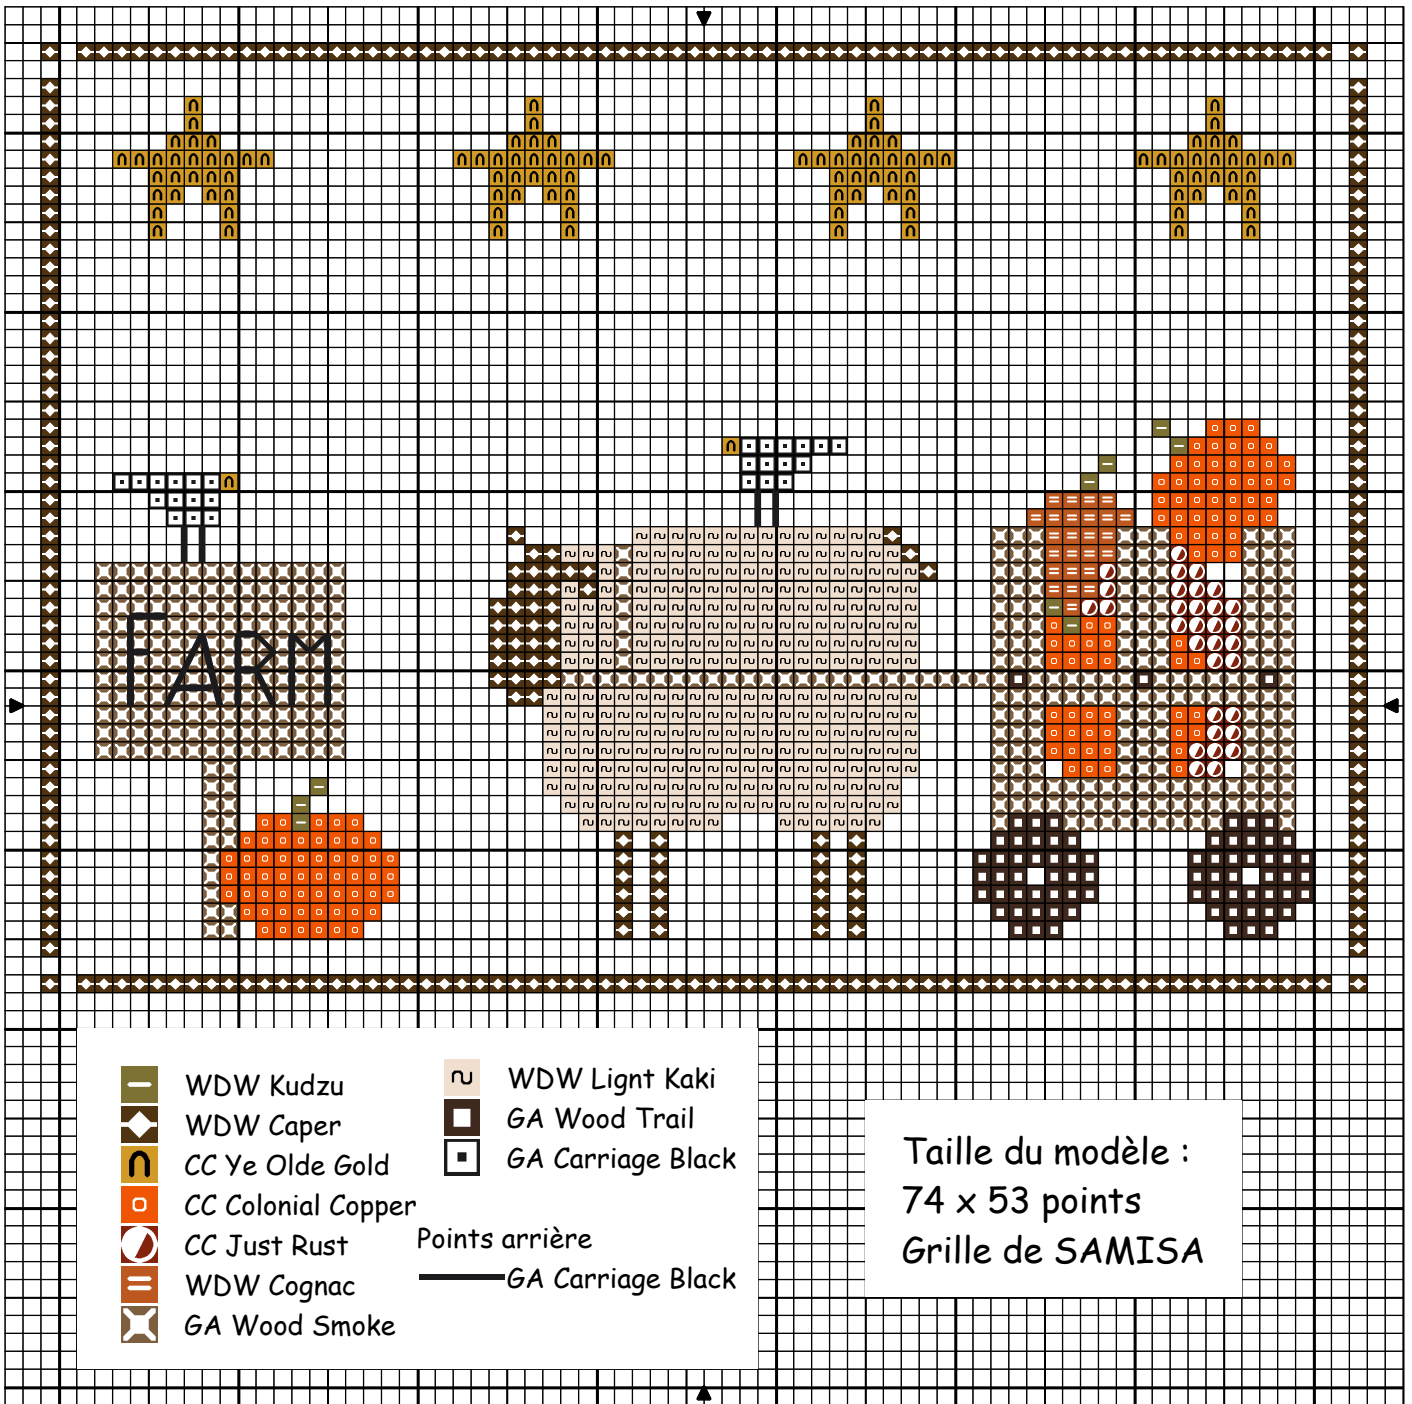 FARM
WDW Kudzu
WDW Caper
CC Ye Olde Gold
CC Colonial Copper
CC Just Rust
WDW Cognac
GA Wood Smoke
WDW Lignt Kaki
GA Wood Trail
GA Carriage Black
Points arrière
GA Carriage Black
Taille du modèle :
74 x 53 points
Grille de SAMISA